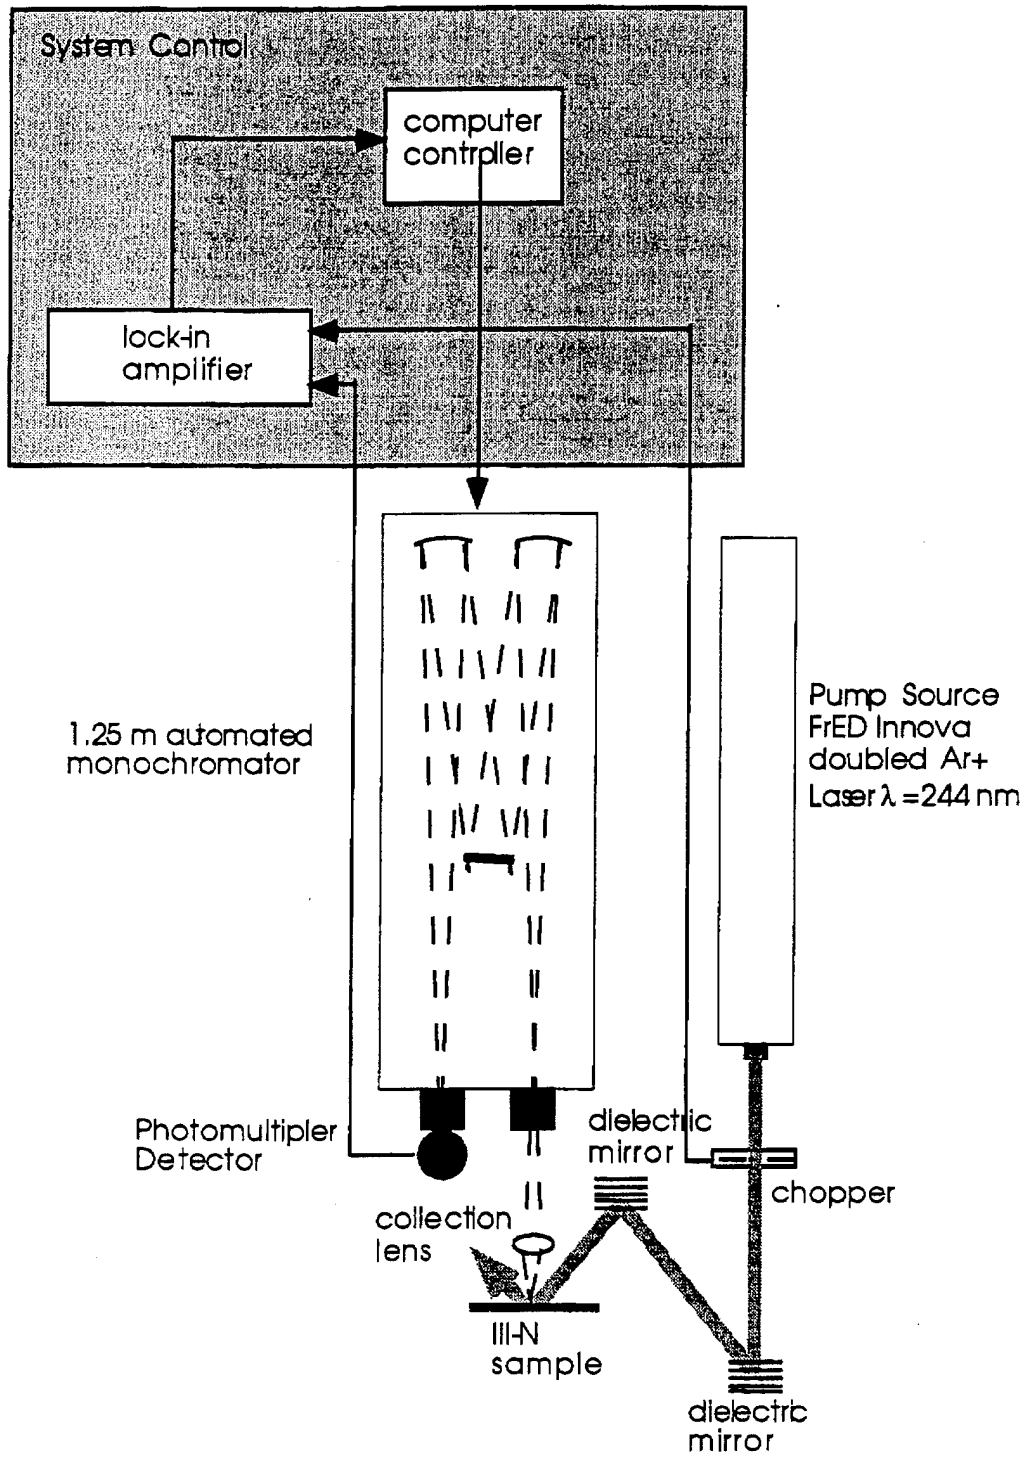 System Control
computer
controller
lock-in
amplifier
1.25 m automated
monochromator
Pump Source
FrED Innova
doubled Ar+
Laser λ=244 nm
Photomultipler
Detector
dielectric
mirror
chopper
collection
lens
III-N
sample
dielectric
mirror